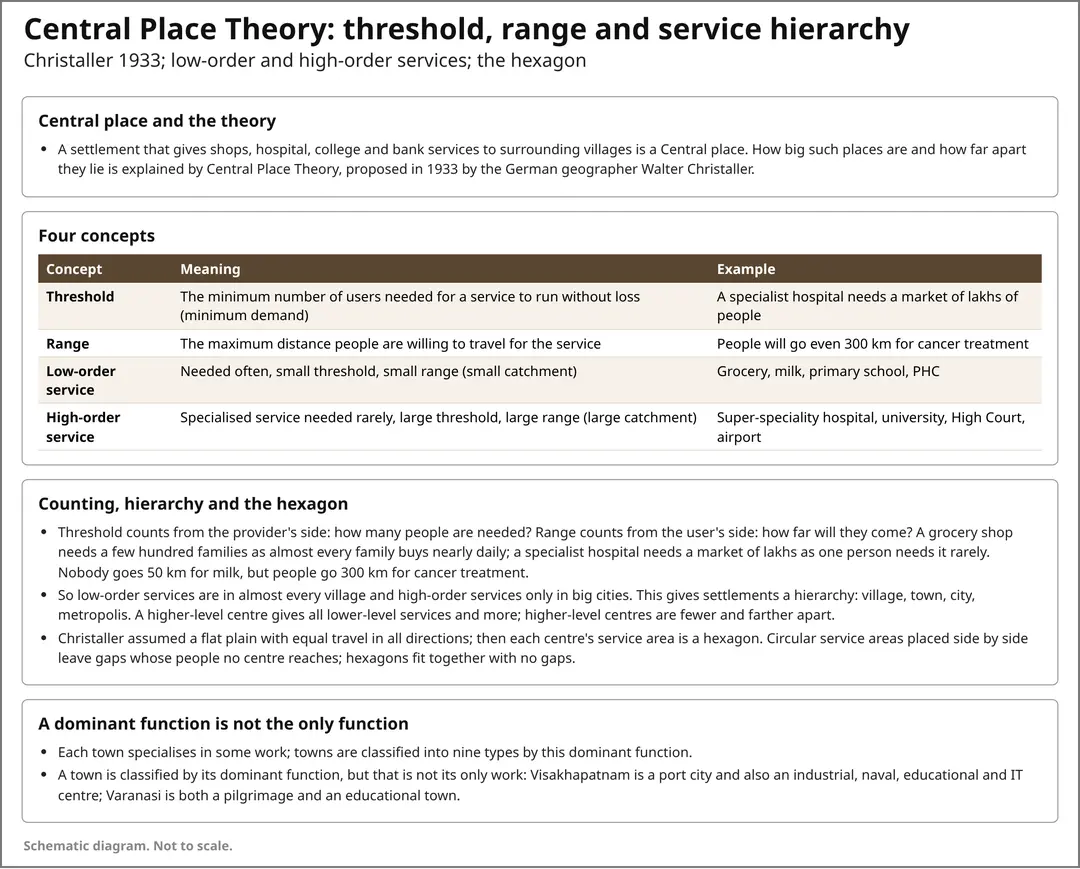 Central Place Theory: threshold, range and service hierarchy
Christaller 1933; low-order and high-order services; the hexagon
Central place and the theory
• A settlement that gives shops, hospital, college and bank services to surrounding villages is a Central place. How big such places are and how far apart
they lie is explained by Central Place Theory, proposed in 1933 by the German geographer Walter Christaller.
Four concepts
Concept Meaning Example
Threshold The minimum number of users needed for a service to run without loss A specialist hospital needs a market of lakhs of
(minimum demand) people
Range The maximum distance people are willing to travel for the service People will go even 300 km for cancer treatment
Low-order Needed often, small threshold, small range (small catchment) Grocery, milk, primary school, PHC
service
High-order Specialised service needed rarely, large threshold, large range (large catchment) Super-speciality hospital, university, High Court,
service airport
Counting, hierarchy and the hexagon
• Threshold counts from the provider's side: how many people are needed? Range counts from the user's side: how far will they come? A grocery shop
needs a few hundred families as almost every family buys nearly daily; a specialist hospital needs a market of lakhs as one person needs it rarely.
Nobody goes 50 km for milk, but people go 300 km for cancer treatment.
• So low-order services are in almost every village and high-order services only in big cities. This gives settlements a hierarchy: village, town, city,
metropolis. A higher-level centre gives all lower-level services and more; higher-level centres are fewer and farther apart.
• Christaller assumed a flat plain with equal travel in all directions; then each centre's service area is a hexagon. Circular service areas placed side by side
leave gaps whose people no centre reaches; hexagons fit together with no gaps.
A dominant function is not the only function
• Each town specialises in some work; towns are classified into nine types by this dominant function.
• A town is classified by its dominant function, but that is not its only work: Visakhapatnam is a port city and also an industrial, naval, educational and IT
centre; Varanasi is both a pilgrimage and an educational town.
Schematic diagram. Not to scale.